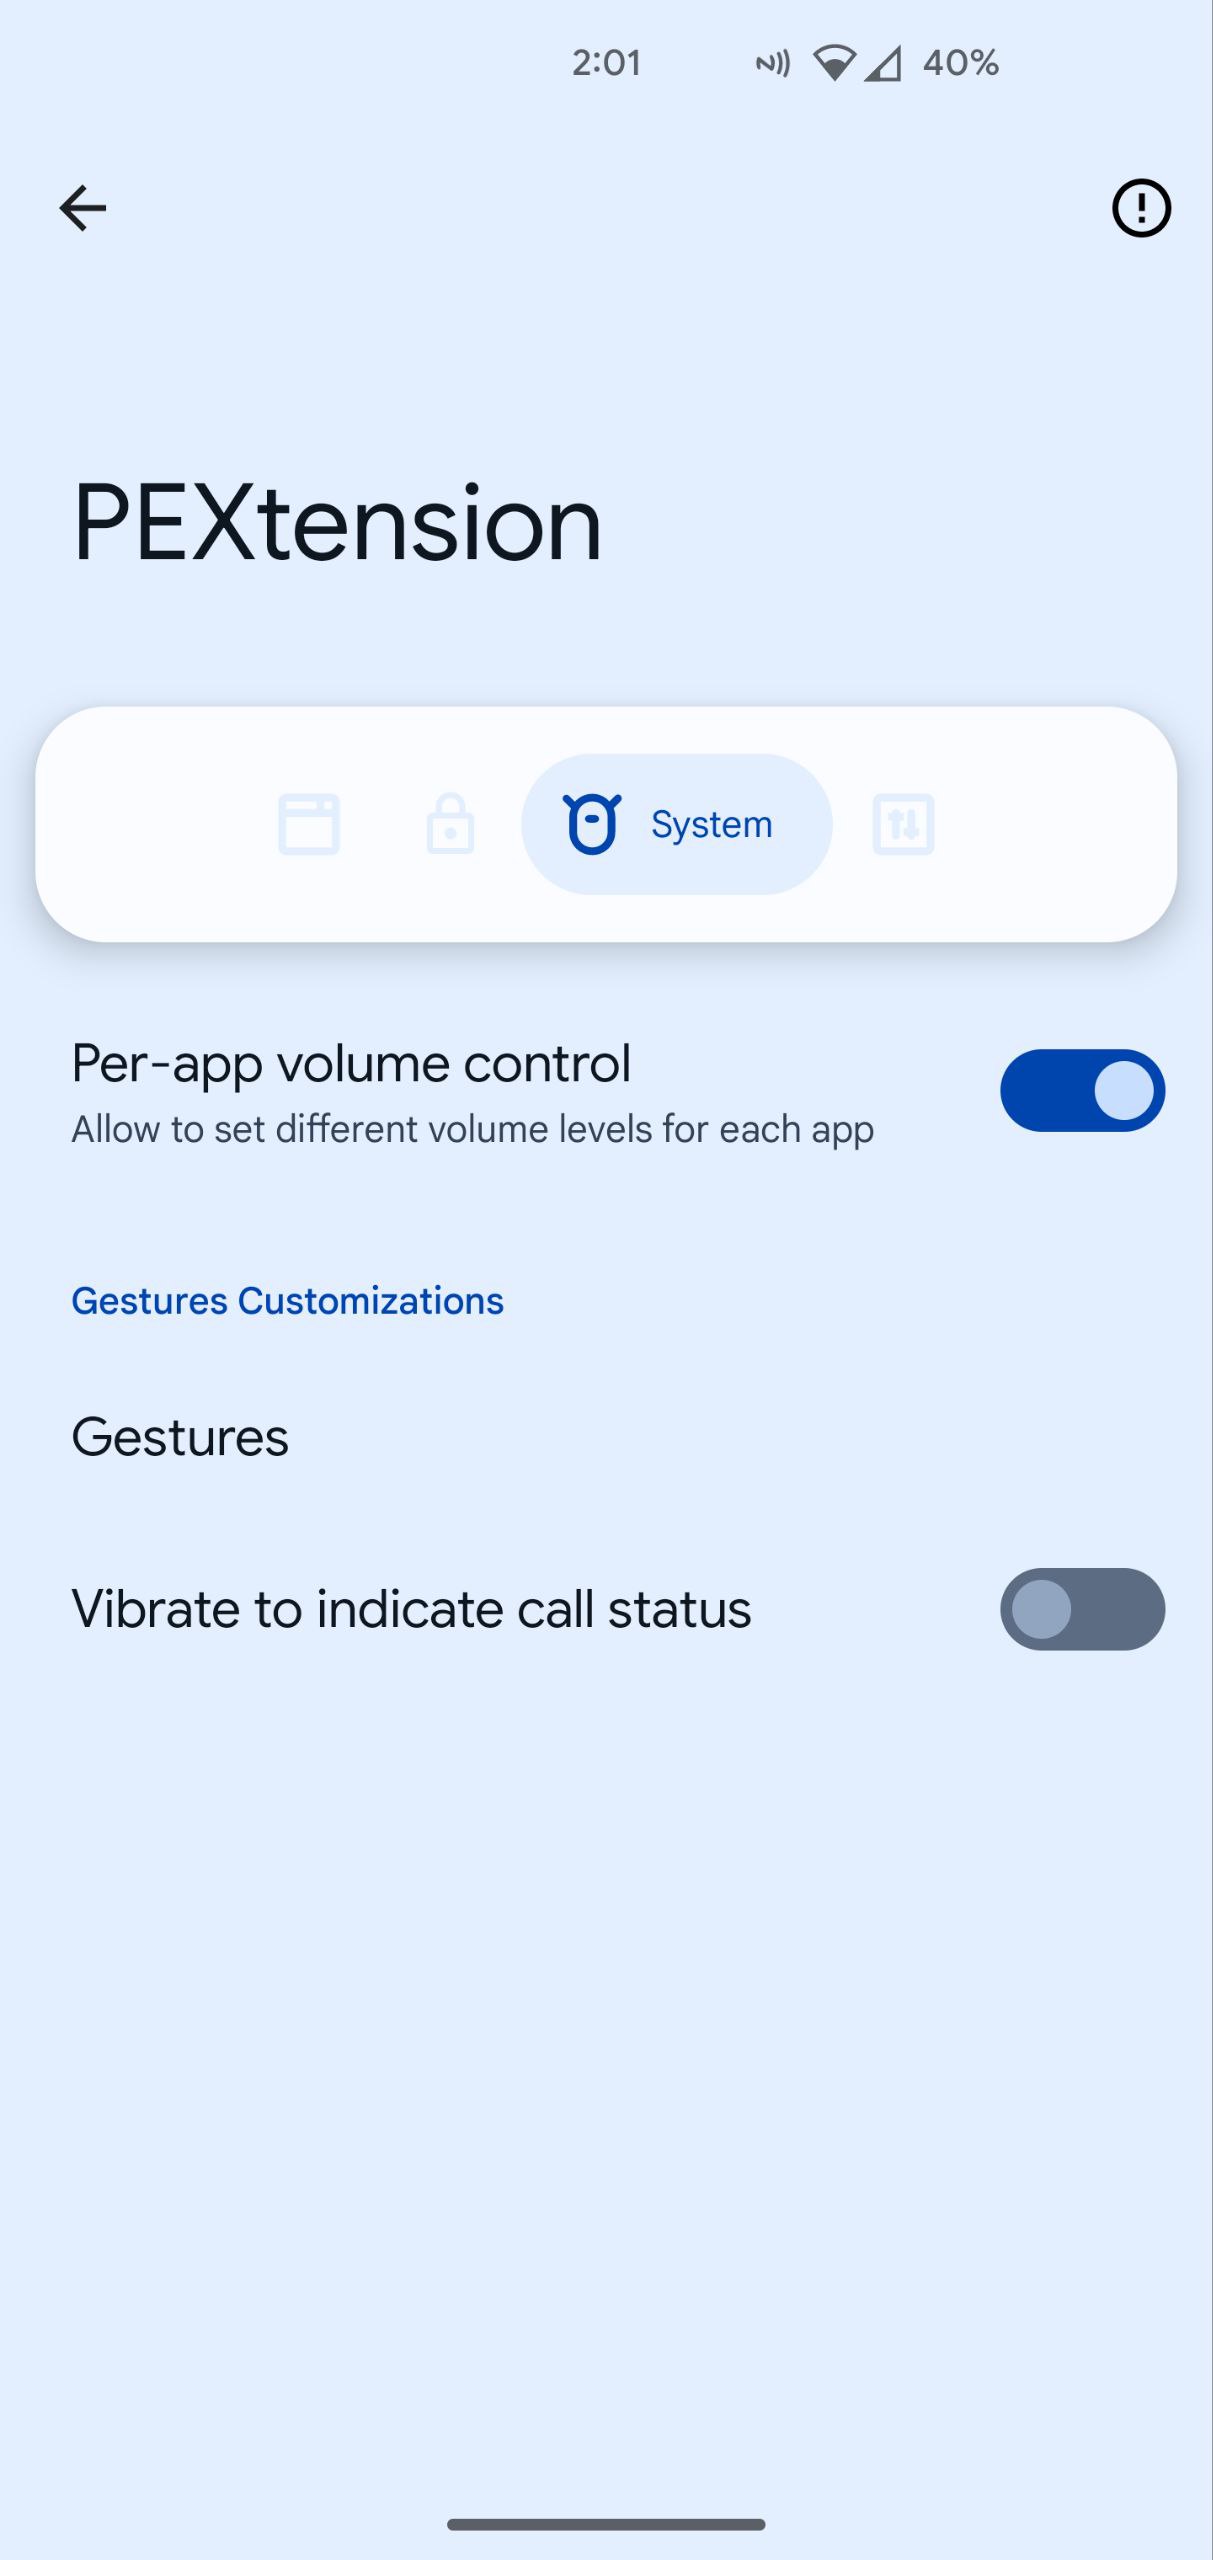 2:01
40%
PEXtension
System
Per-app volume control
Allow to set different volume levels for each app
Gestures Customizations
Gestures
Vibrate to indicate call status